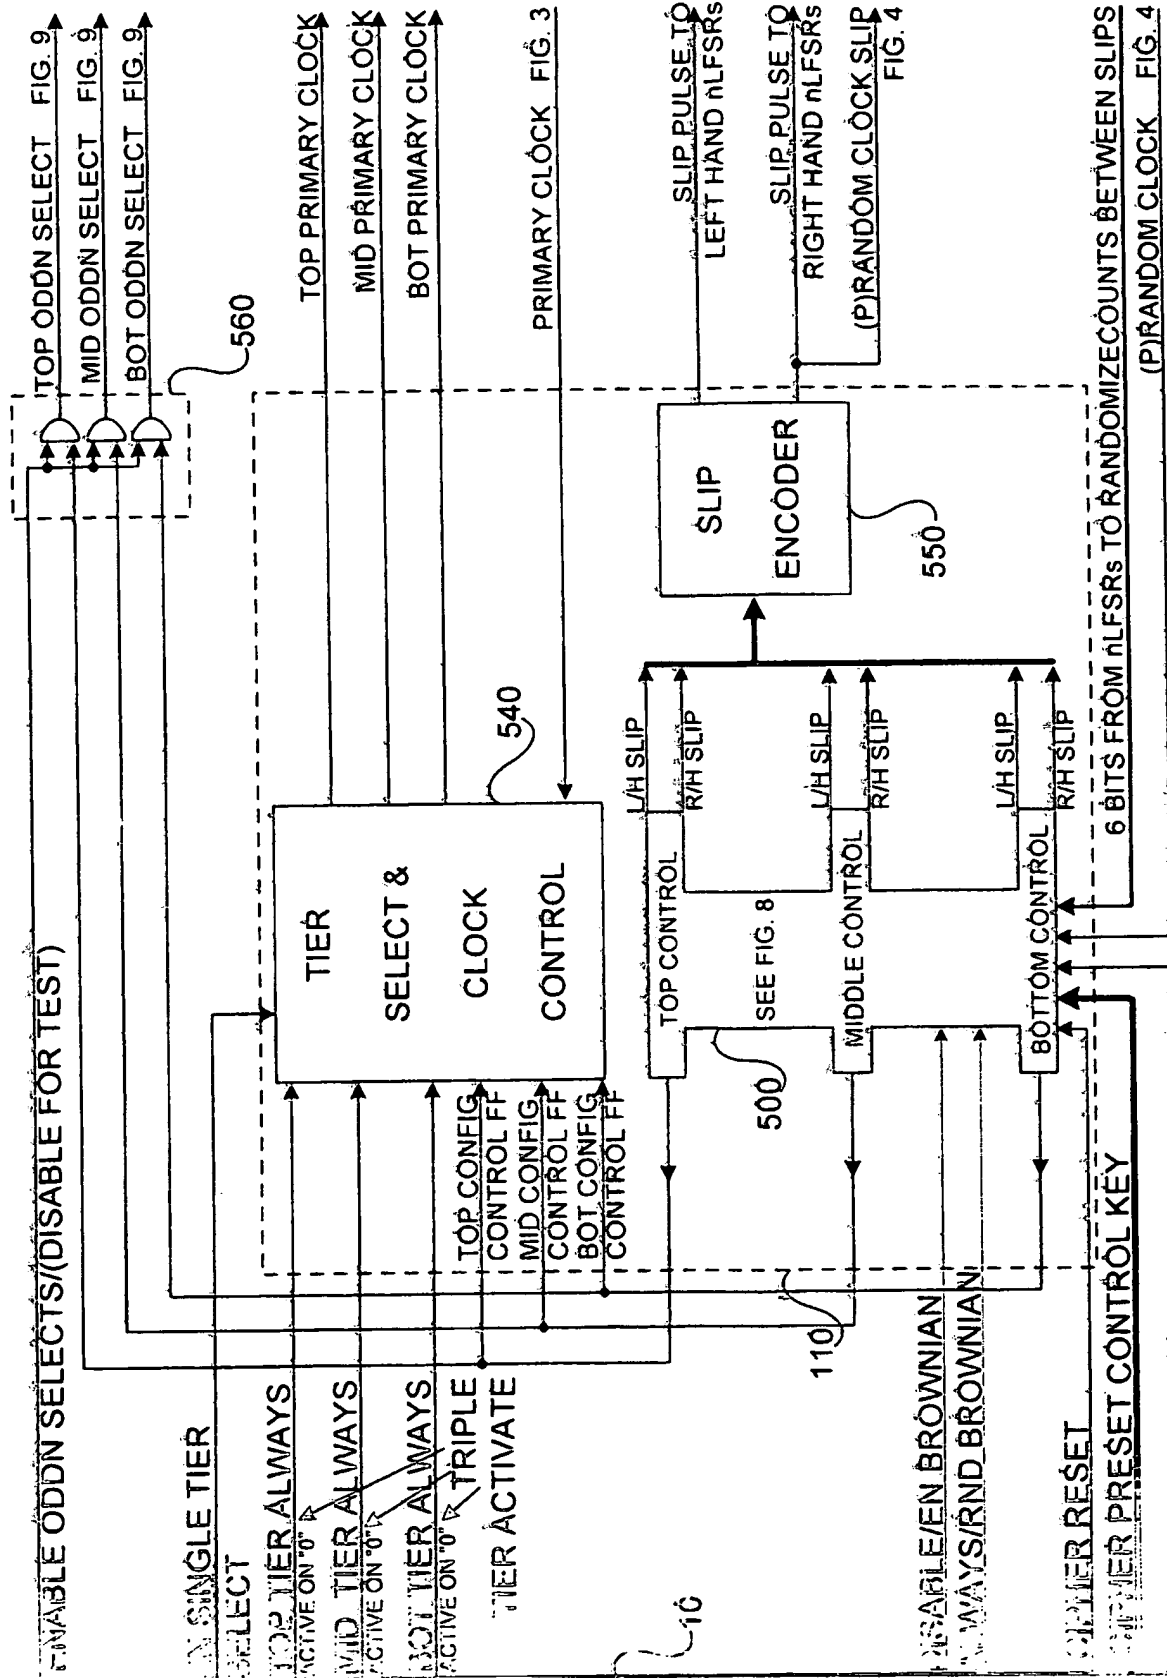 ENABLE ODDN SELECTS/(DISABLE FOR TEST)
TOP ODDN SELECT FIG. 9
MID ODDN SELECT FIG. 9
BOT ODDN SELECT FIG. 9
560
SINGLE TIER
SELECT
TOP TIER ALWAYS
ACTIVE ON "0"
MID TIER ALWAYS
ACTIVE ON "0"
BOT TIER ALWAYS
ACTIVE ON "0"
TRIPLE
TIER ACTIVATE
TOP CONFIG
CONTROL FF
MID CONFIG
CONTROL FF
BOT CONFIG
CONTROL FF
TIER
SELECT &
CLOCK
CONTROL
540
TOP PRIMARY CLOCK
MID PRIMARY CLOCK
BOT PRIMARY CLOCK
PRIMARY CLOCK FIG. 3
110
500
TOP CONTROL
SEE FIG. 8
MIDDLE CONTROL
BOTTOM CONTROL
L/H SLIP
R/H SLIP
L/H SLIP
R/H SLIP
L/H SLIP
R/H SLIP
SLIP
ENCODER
550
SLIP PULSE TO
LEFT HAND nLFSRs
SLIP PULSE TO
RIGHT HAND nLFSRs
(P)RANDOM CLOCK SLIP
FIG. 4
10
DISABLE/EN BROWNIAN
WAYS/RND BROWNIAN
CIPHER RESET
CIPHER PRESET CONTROL KEY
6 BITS FROM nLFSRs TO RANDOMIZECOUNTS BETWEEN SLIPS
(P)RANDOM CLOCK FIG. 4